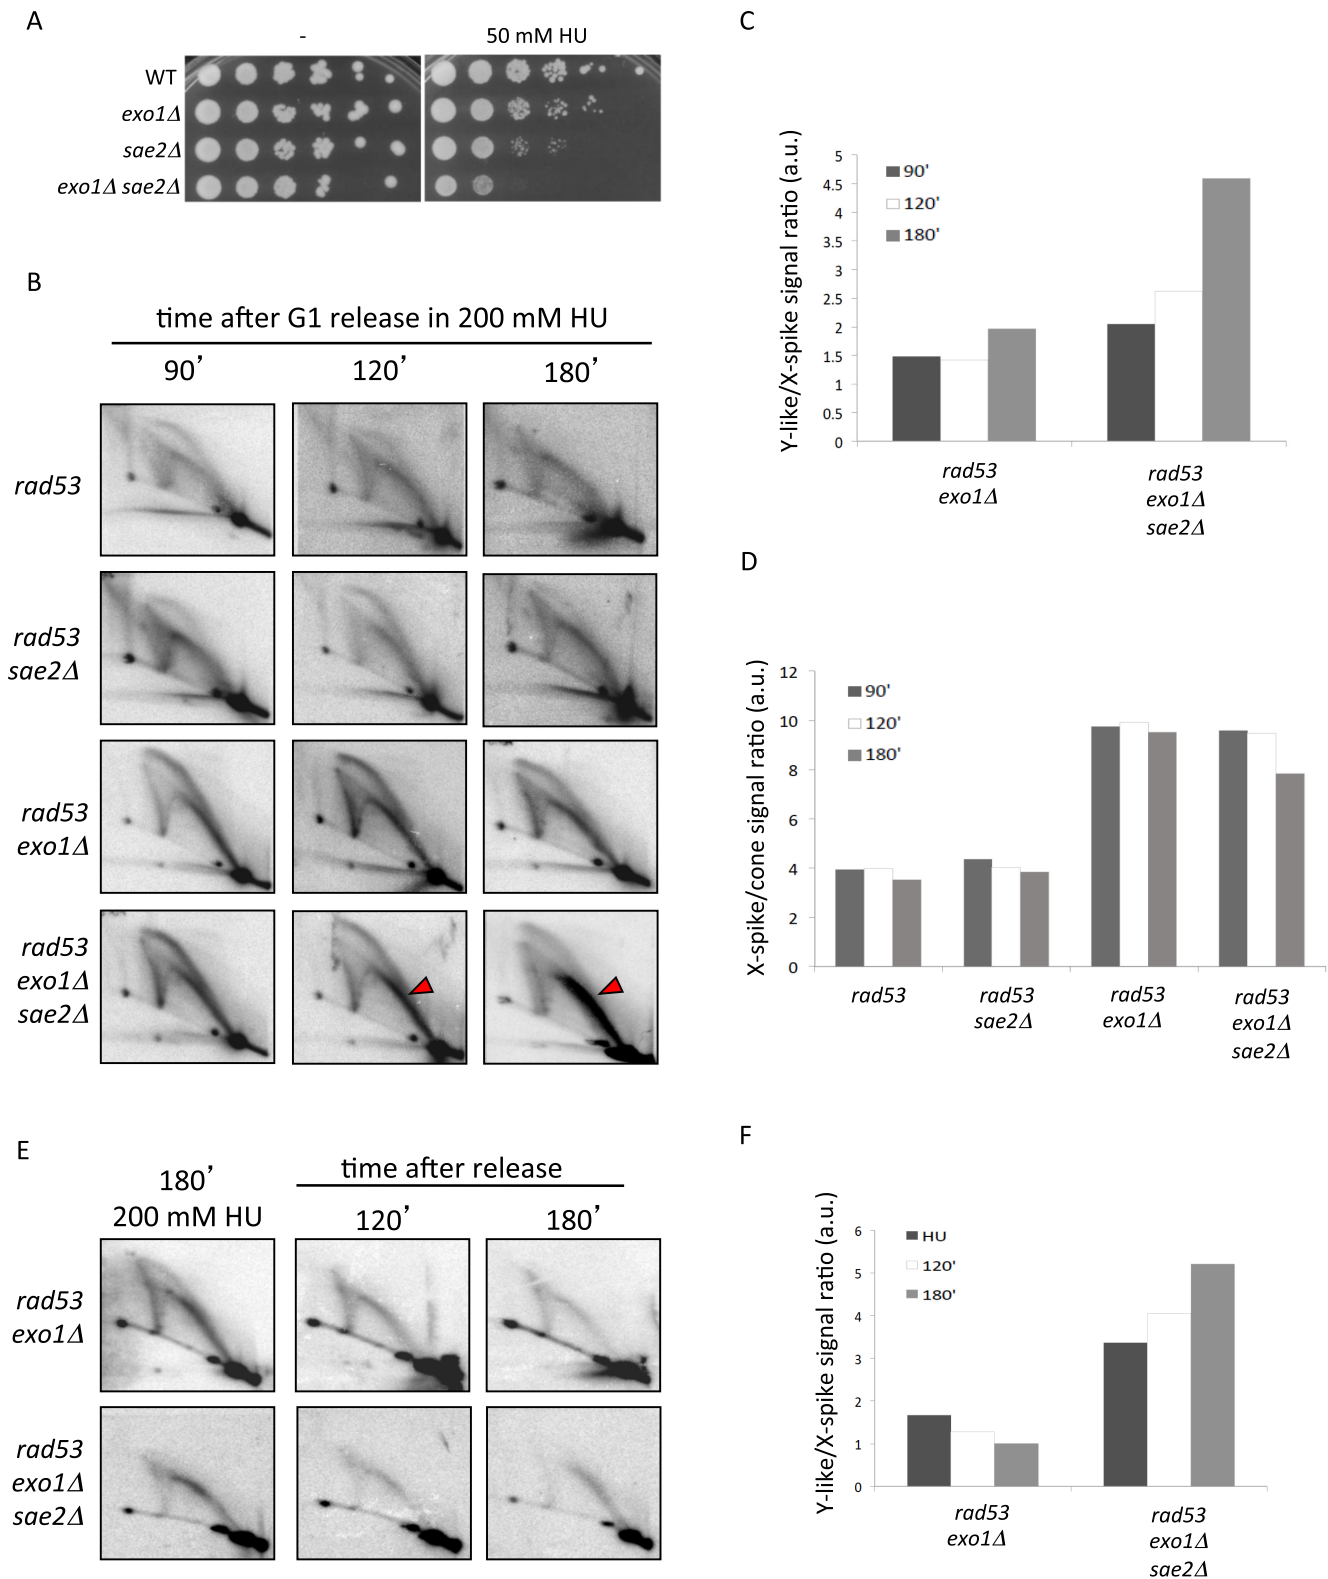 A
-
50 mM HU
WT
exo1Δ
sae2Δ
exo1Δ sae2Δ
B
time after G1 release in 200 mM HU
90’
120’
180’
rad53
rad53
sae2Δ
rad53
exo1Δ
rad53
exo1Δ
sae2Δ
C
Y-like/X-spike signal ratio (a.u.)
5
4.5
4
3.5
3
2.5
2
1.5
1
0.5
0
90'
120'
180'
rad53
exo1Δ
rad53
exo1Δ
sae2Δ
D
X-spike/cone signal ratio (a.u.)
12
10
8
6
4
2
0
90'
120'
180'
rad53
rad53
sae2Δ
rad53
exo1Δ
rad53
exo1Δ
sae2Δ
E
180’
200 mM HU
time after release
120’
180’
rad53
exo1Δ
rad53
exo1Δ
sae2Δ
F
Y-like/X-spike signal ratio (a.u.)
6
5
4
3
2
1
0
HU
120'
180'
rad53
exo1Δ
rad53
exo1Δ
sae2Δ